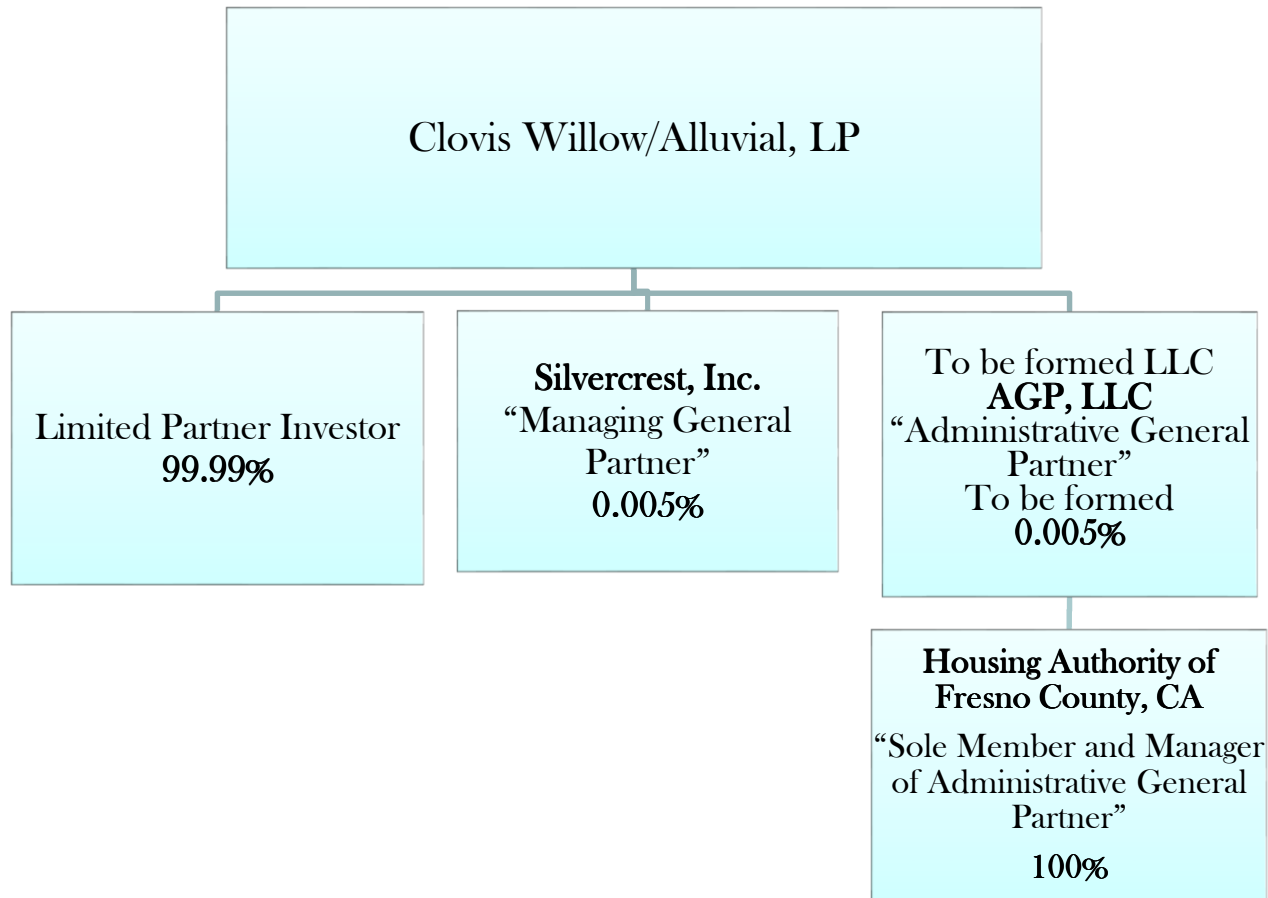 Clovis Willow/Alluvial, LP
Limited Partner Investor
99.99%
Silvercrest, Inc.
“Managing General
Partner”
0.005%
To be formed LLC
AGP, LLC
“Administrative General
Partner”
To be formed
0.005%
Housing Authority of
Fresno County, CA
“Sole Member and Manager
of Administrative General
Partner”
100%